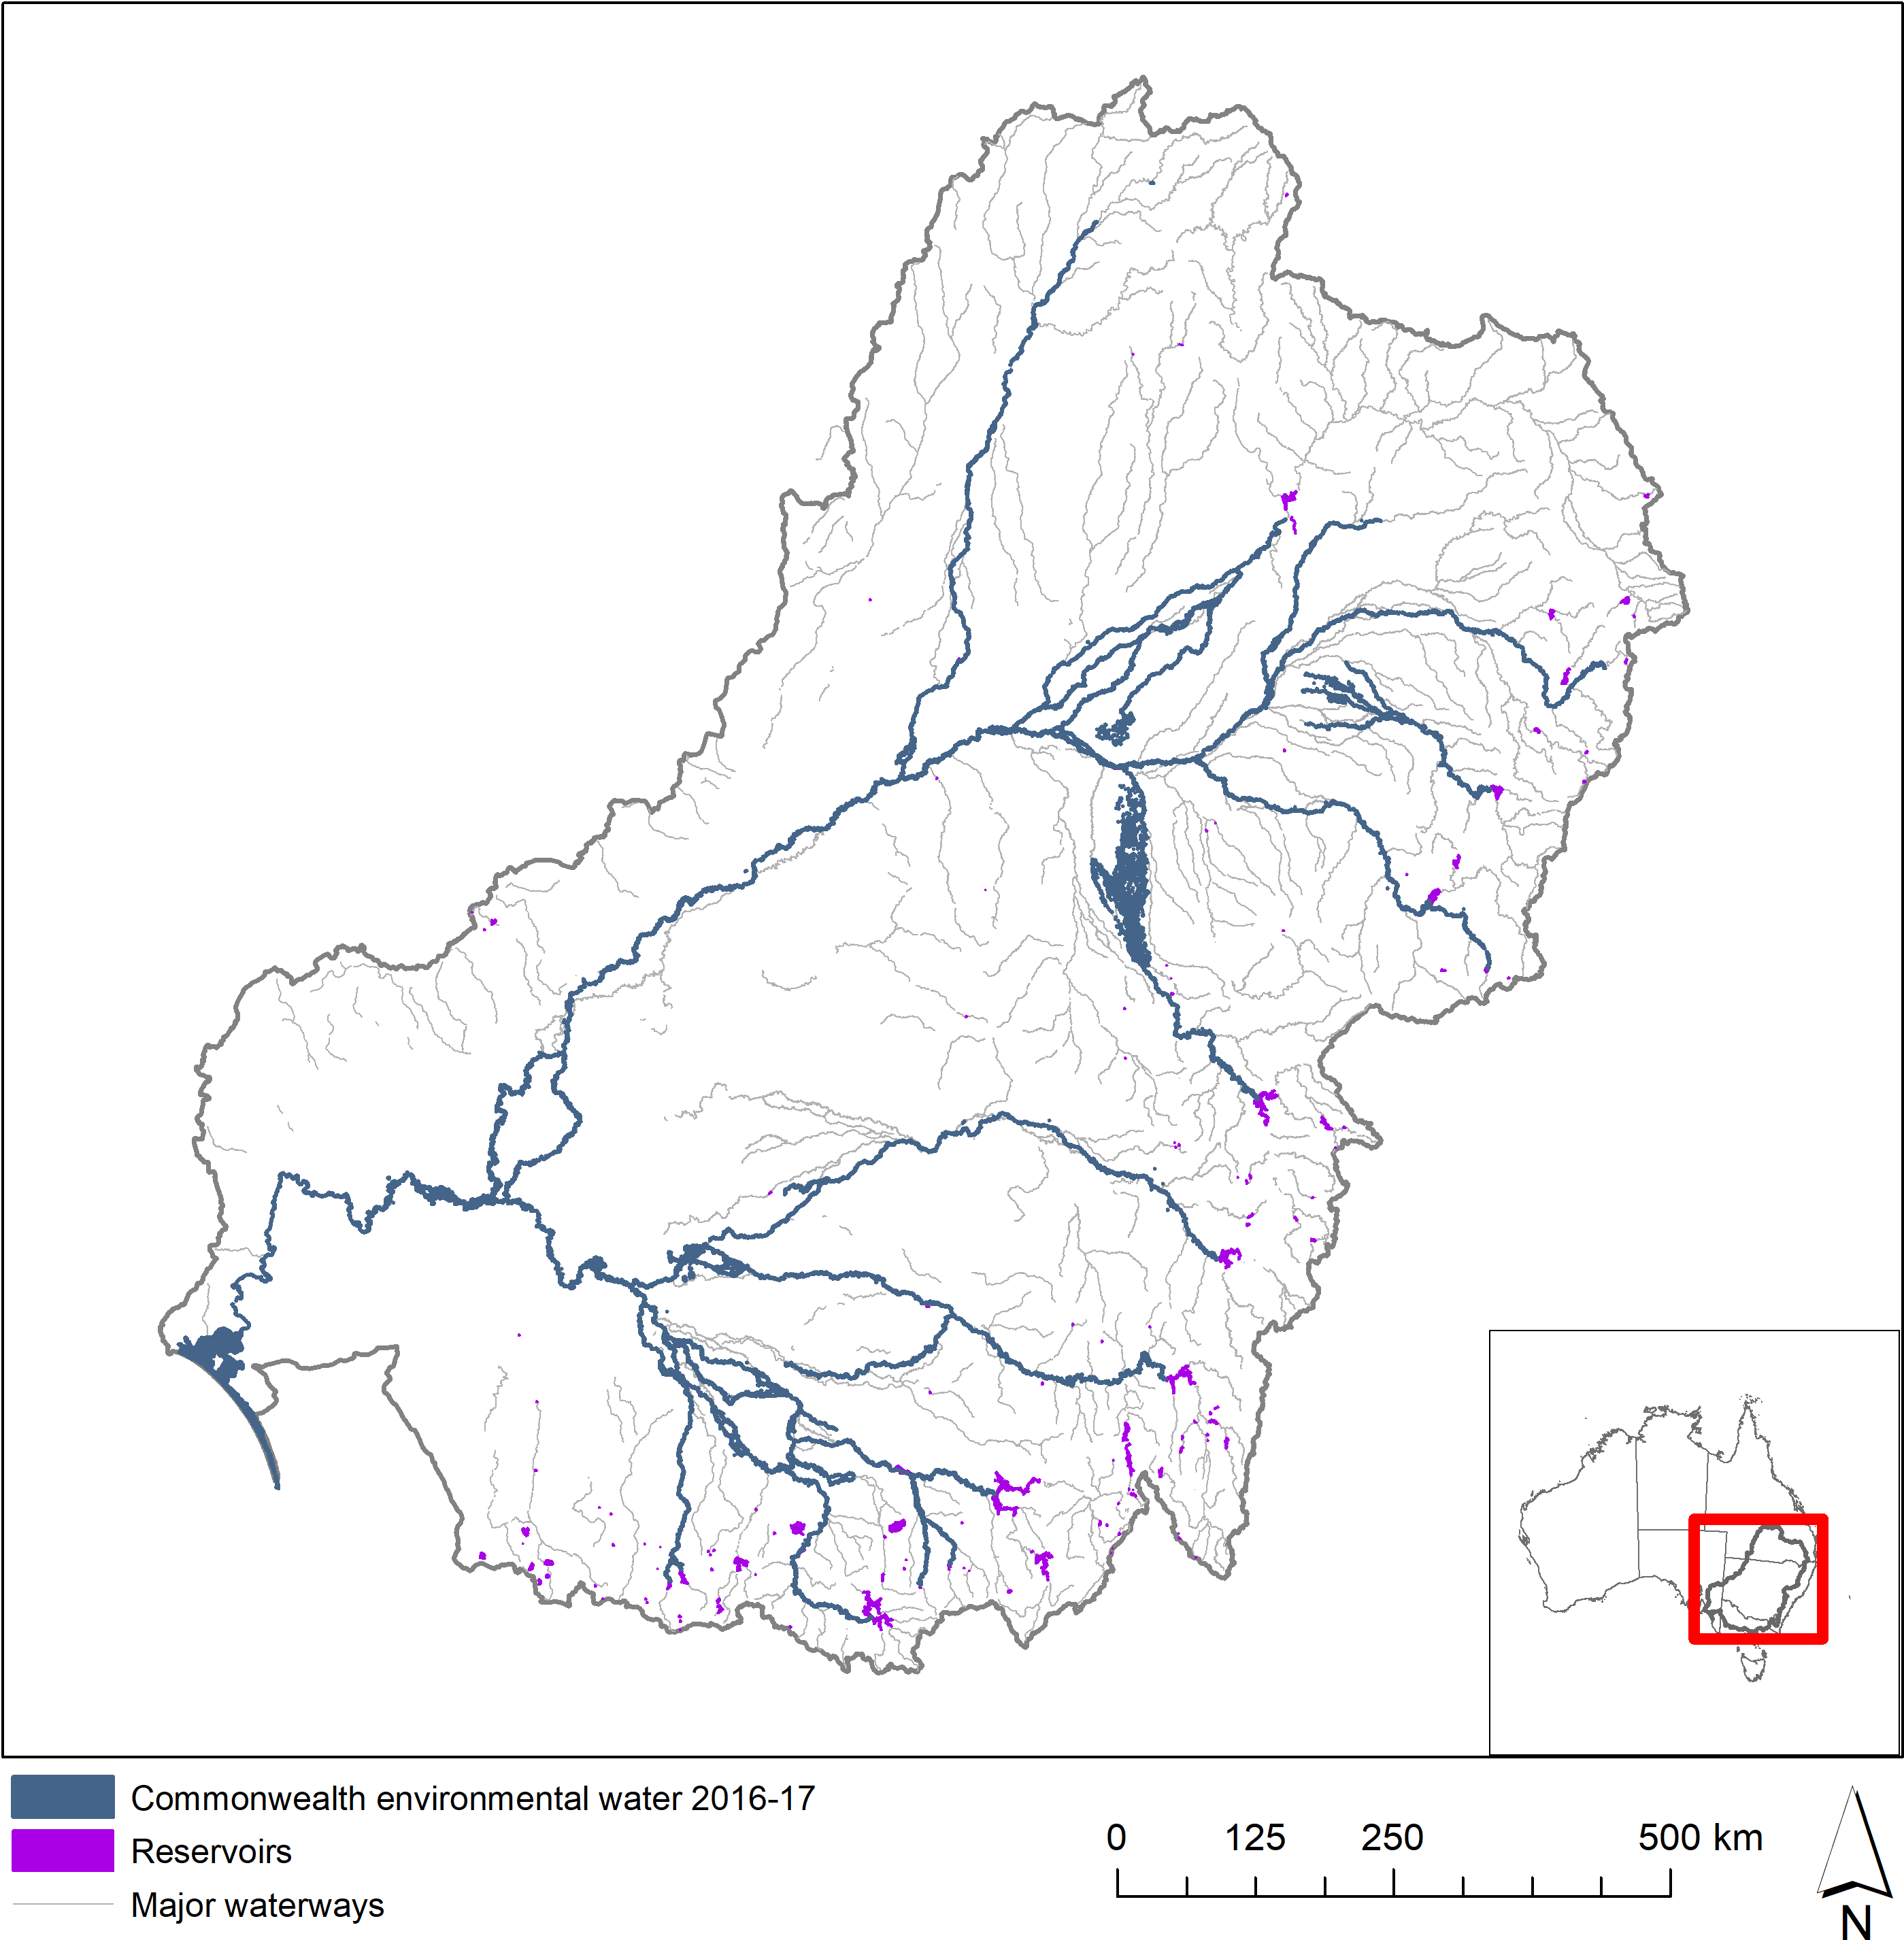 Commonwealth environmental water 2016-17
Reservoirs
Major waterways
0 125 250 500 km
N